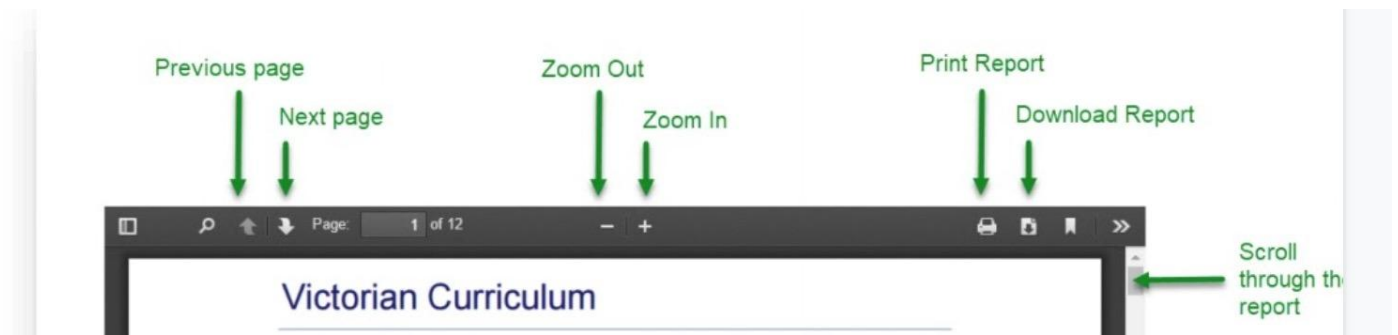 Previous page
Zoom Out
Print Report
Next page
Zoom In
Download Report
Page: 1 of 12
Scroll
through the
report
Victorian Curriculum